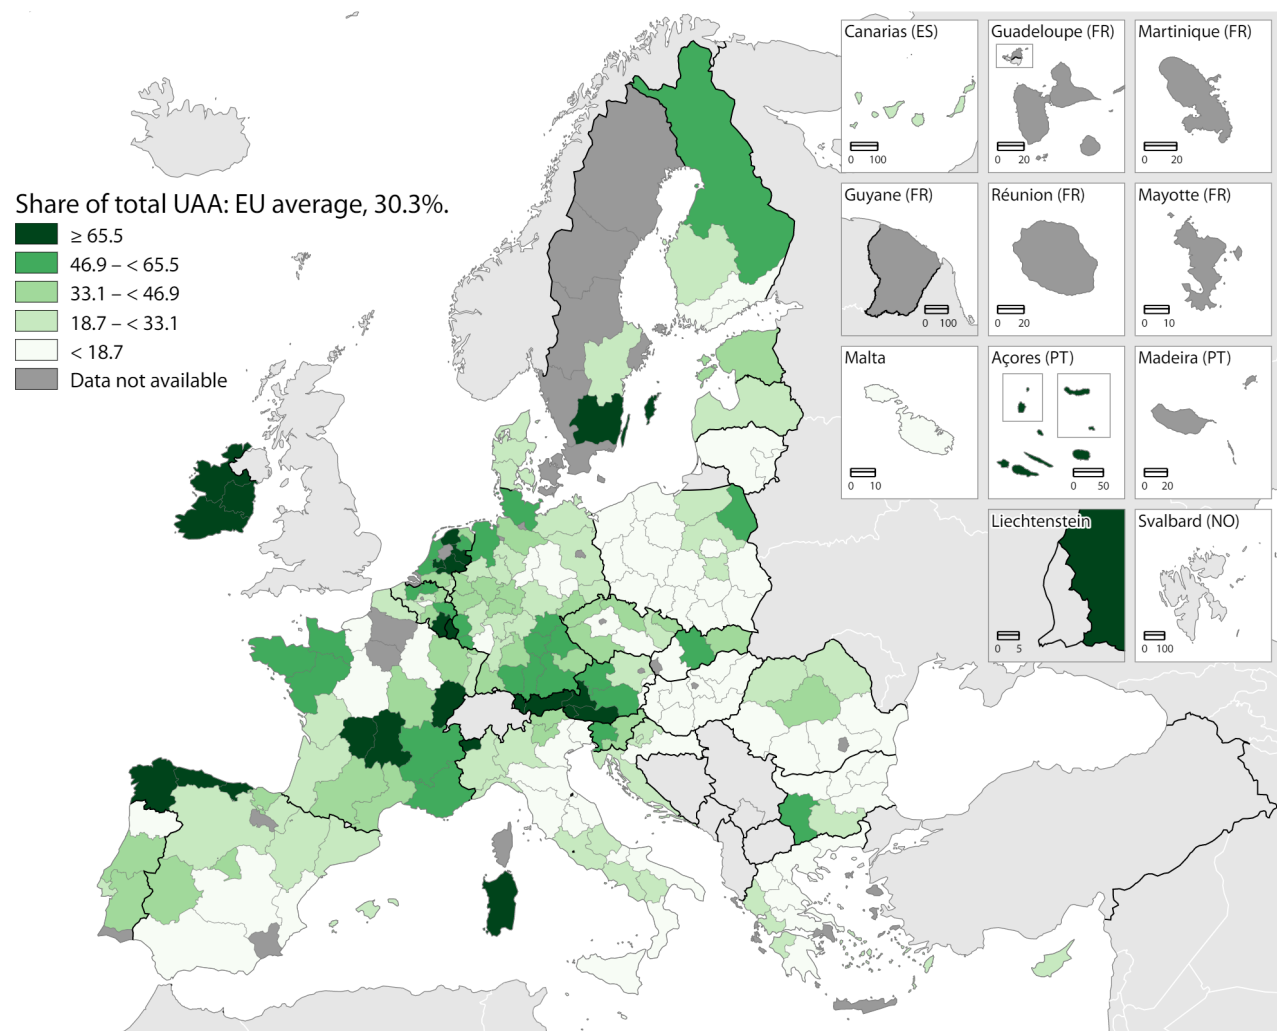 Share of total UAA: EU average, 30.3%.
≥ 65.5
46.9 – < 65.5
33.1 – < 46.9
18.7 – < 33.1
< 18.7
Data not available
Canarias (ES)
0 100
Guadeloupe (FR)
0 20
Martinique (FR)
0 20
Guyane (FR)
0 100
Réunion (FR)
0 20
Mayotte (FR)
0 10
Malta
0 10
Açores (PT)
0 50
Madeira (PT)
0 20
Liechtenstein
0 5
Svalbard (NO)
0 100